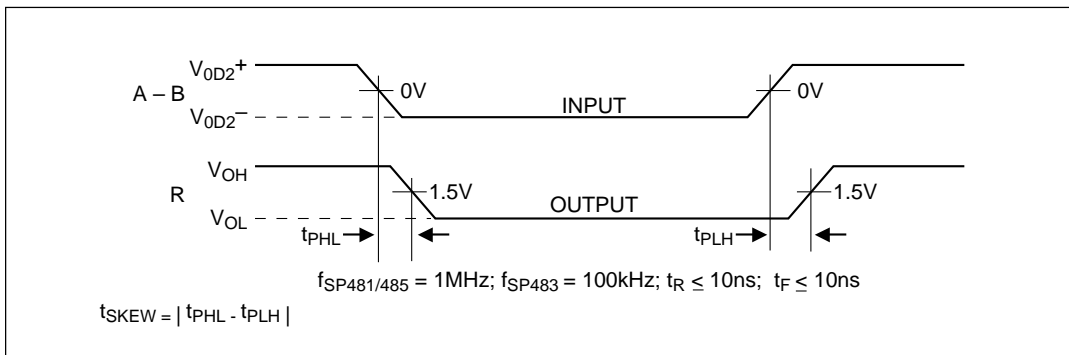 V0D2+
A – B
0V
0V
V0D2–
INPUT
VOH
R
1.5V
1.5V
VOL
OUTPUT
tPHL
tPLH
fSP481/485 = 1MHz; fSP483 = 100kHz; tR ≤ 10ns; tF ≤ 10ns
tSKEW = | tPHL - tPLH |